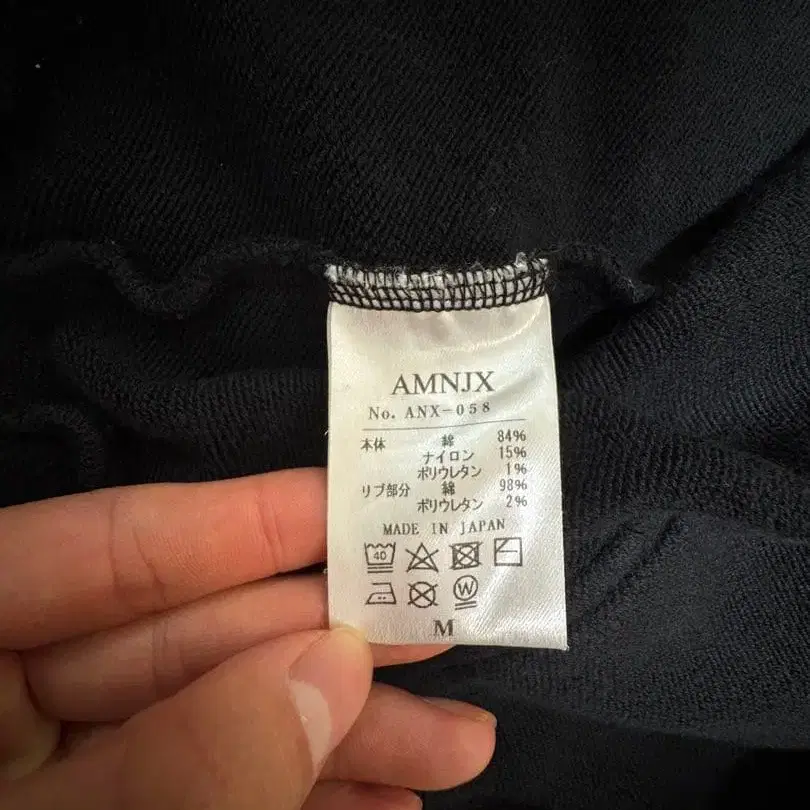 AMNJX
No. ANX-058
本体 綿 84%
ナイロン 15%
ポリウレタン 1%
リブ部分 綿 98%
ポリウレタン 2%
MADE IN JAPAN
40
W
M